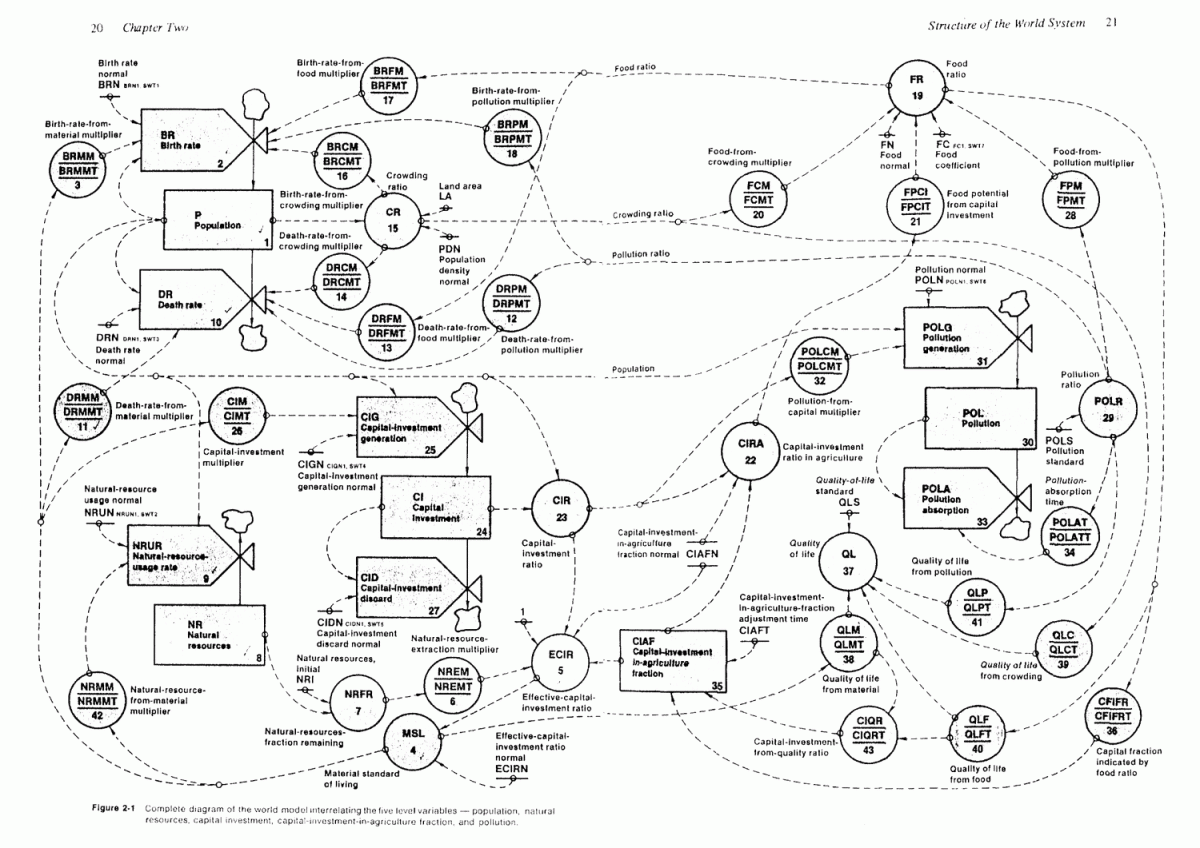 20 Chapter Two
Structure of the World System 21
Birth rate
normal
BRN BRN1, SWT1
Birth-rate-from-
food multiplier
BRFM
BRFMT
17
Food ratio
FR
19
Food
ratio
Birth-rate-from-
material multiplier
BRMM
BRMMT
3
BR
Birth rate
2
BRCM
BRCMT
16
Birth-rate-from-
pollution multiplier
BRPM
BRPMT
18
Birth-rate-from-
crowding multiplier
Crowding
ratio
Land area
LA
Food-from-
crowding multiplier
FCM
FCMT
20
FN
Food
normal
FC FC1, SWT7
Food
coefficient
Food-from-
pollution multiplier
FPM
FPMT
28
FPCI
FPCIT
21
Food potential
from capital
investment
P
Population
1
CR
15
Crowding ratio
PDN
Population
density
normal
Death-rate-from-
crowding multiplier
DRCM
DRCMT
14
Pollution ratio
DR
Death rate
10
DRN DRN1, SWT3
Death rate
normal
DRFM
DRFMT
13
Death-rate-from-
food multiplier
DRPM
DRPMT
12
Death-rate-from-
pollution multiplier
Pollution normal
POLN POLN1, SWT6
POLG
Pollution
generation
31
Population
POLCM
POLCMT
32
Pollution-from-
capital multiplier
Pollution
ratio
POLR
29
DRMM
DRMMT
11
Death-rate-from-
material multiplier
CIM
CIMT
26
Capital-investment
multiplier
CIG
Capital-investment
generation
25
CIGN CIGN1, SWT4
Capital-investment
generation normal
POL
Pollution
30
POLS
Pollution
standard
CIRA
22
Capital-investment
ratio in agriculture
CI
Capital
investment
24
CIR
23
Capital-
investment
ratio
Quality-of-life
standard
QLS
POLA
Pollution
absorption
33
Pollution-
absorption
time
POLAT
POLATT
34
Natural-resource
usage normal
NRUN NRUN1, SWT2
NRUR
Natural-resource-
usage rate
9
Capital-investment-
in-agriculture
fraction normal CIAFN
Quality
of life
QL
37
Quality of life
from pollution
QLP
QLPT
41
CID
Capital-investment
discard
27
CIDN CIDN1, SWT5
Capital-investment
discard normal
Capital-investment-
in-agriculture-fraction
adjustment time
CIAFT
NR
Natural
resources
8
Natural-resource-
extraction multiplier
1
ECIR
5
CIAF
Capital-investment
in-agriculture
fraction
35
QLM
QLMT
38
Quality of life
from material
QLC
QLCT
39
Quality of life
from crowding
Natural resources,
initial
NRI
NRFR
7
NREM
NREMT
6
Effective-capital-
investment ratio
NRMM
NRMMT
42
Natural-resource-
from-material
multiplier
Natural-resources-
fraction remaining
MSL
4
Material standard
of living
Effective-capital-
investment ratio
normal
ECIRN
Capital-investment-
from-quality ratio
CIQR
CIQRT
43
QLF
QLFT
40
Quality of life
from food
CFIFR
CFIFRT
36
Capital fraction
indicated by
food ratio
Figure 2-1 Complete diagram of the world model interrelating the five level variables — population, natural
resources, capital investment, capital-investment-in-agriculture fraction, and pollution.